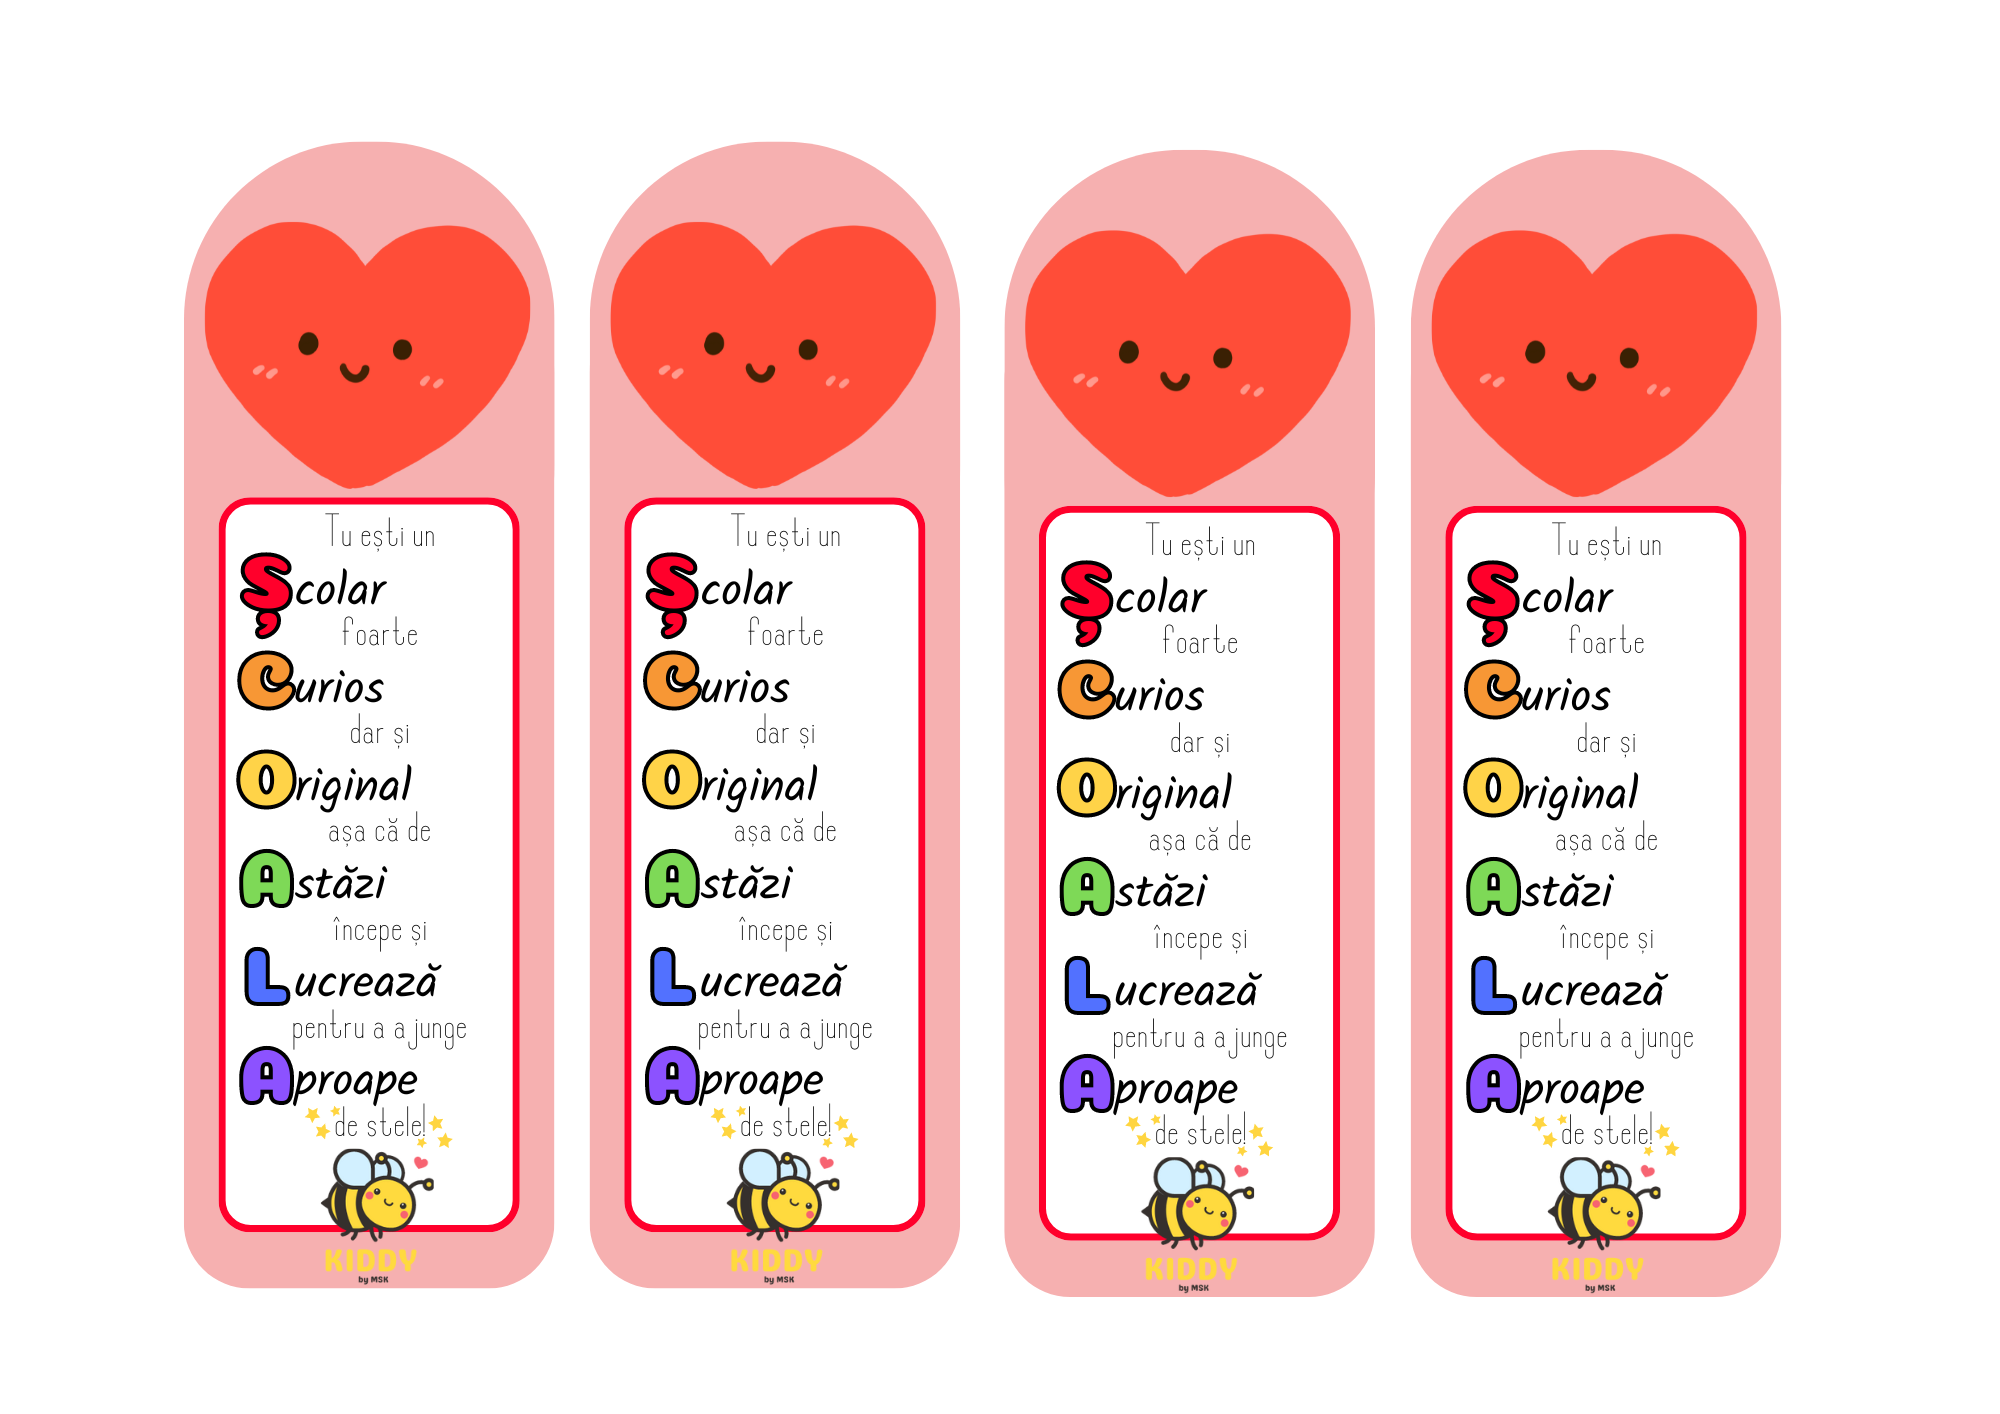 Tu ești un
Școlar
foarte
Curios
dar și
Original
așa că de
Astăzi
începe și
Lucrează
pentru a ajunge
Aproape
de stele!
KIDDY
by MSK
Tu ești un
Școlar
foarte
Curios
dar și
Original
așa că de
Astăzi
începe și
Lucrează
pentru a ajunge
Aproape
de stele!
KIDDY
by MSK
Tu ești un
Școlar
foarte
Curios
dar și
Original
așa că de
Astăzi
începe și
Lucrează
pentru a ajunge
Aproape
de stele!
KIDDY
by MSK
Tu ești un
Școlar
foarte
Curios
dar și
Original
așa că de
Astăzi
începe și
Lucrează
pentru a ajunge
Aproape
de stele!
KIDDY
by MSK